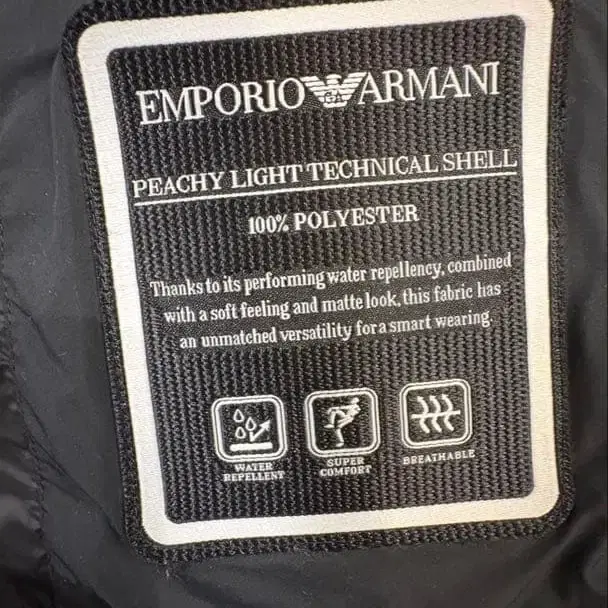 EMPORIO ARMANI
PEACHY LIGHT TECHNICAL SHELL
100% POLYESTER
Thanks to its performing water repellency, combined
with a soft feeling and matte look, this fabric has
an unmatched versatility for a smart wearing.
WATER
REPELLENT
SUPER
COMFORT
BREATHABLE